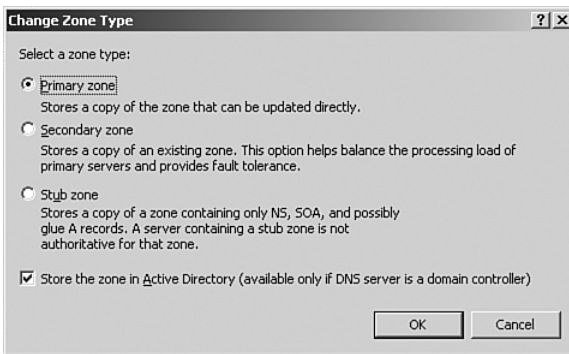 Change Zone Type
Select a zone type:
Primary zone
Stores a copy of the zone that can be updated directly.
Secondary zone
Stores a copy of an existing zone. This option helps balance the processing load of
primary servers and provides fault tolerance.
Stub zone
Stores a copy of a zone containing only NS, SOA, and possibly
glue A records. A server containing a stub zone is not
authoritative for that zone.
Store the zone in Active Directory (available only if DNS server is a domain controller)
OK Cancel